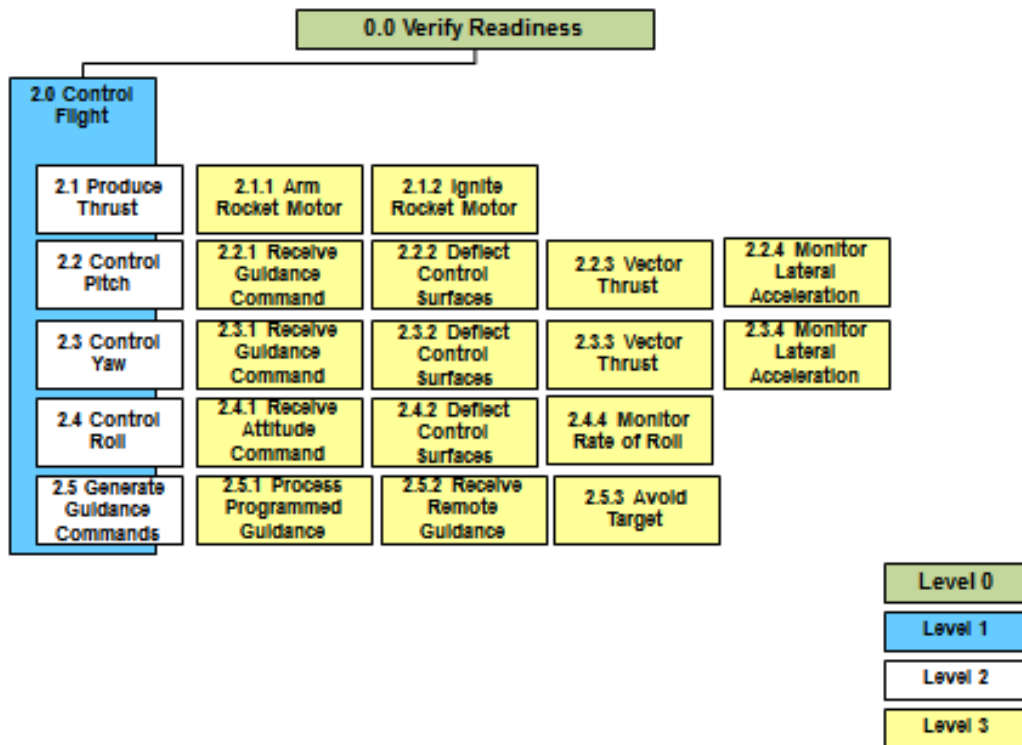 0.0 Verify Readiness
2.0 Control
Flight
2.1 Produce
Thrust
2.1.1 Arm
Rocket Motor
2.1.2 Ignite
Rocket Motor
2.2 Control
Pitch
2.2.1 Receive
Guidance
Command
2.2.2 Deflect
Control
Surfaces
2.2.3 Vector
Thrust
2.2.4 Monitor
Lateral
Acceleration
2.3 Control
Yaw
2.3.1 Receive
Guidance
Command
2.3.2 Deflect
Control
Surfaces
2.3.3 Vector
Thrust
2.3.4 Monitor
Lateral
Acceleration
2.4 Control
Roll
2.4.1 Receive
Attitude
Command
2.4.2 Deflect
Control
Surfaces
2.4.4 Monitor
Rate of Roll
2.5 Generate
Guidance
Commands
2.5.1 Process
Programmed
Guidance
2.5.2 Receive
Remote
Guidance
2.5.3 Avoid
Target
Level 0
Level 1
Level 2
Level 3